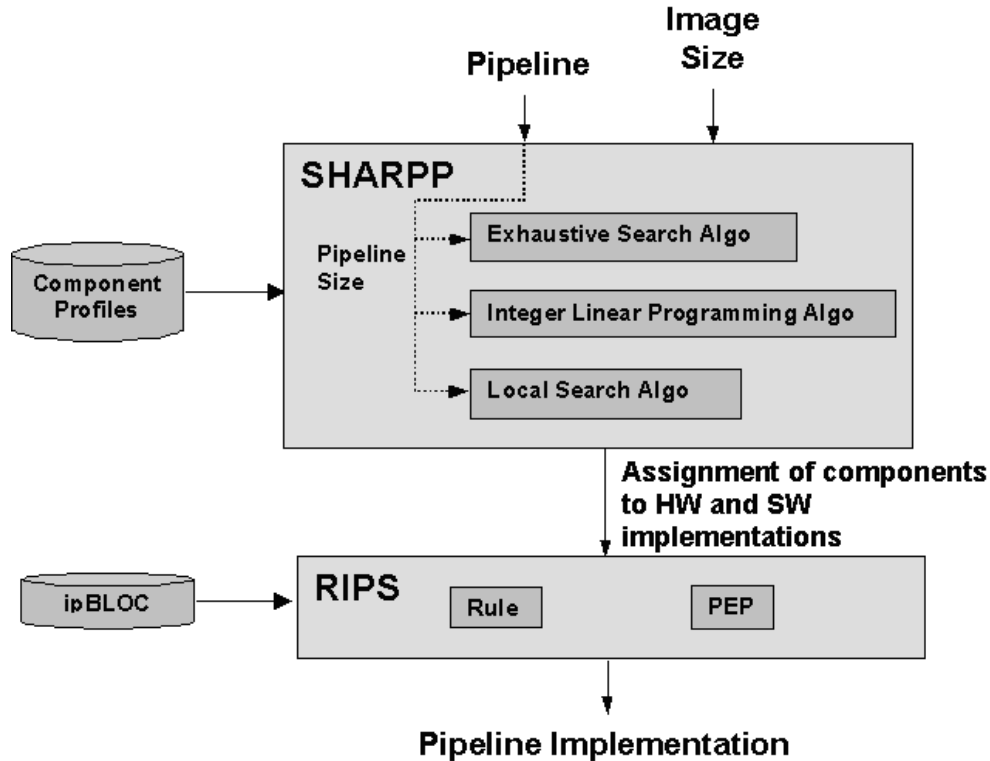 Image
Size
Pipeline
SHARPP
Exhaustive Search Algo
Pipeline
Size
Component
Profiles
Integer Linear Programming Algo
Local Search Algo
Assignment of components
to HW and SW
implementations
RIPS
ipBLOC
Rule
PEP
Pipeline Implementation